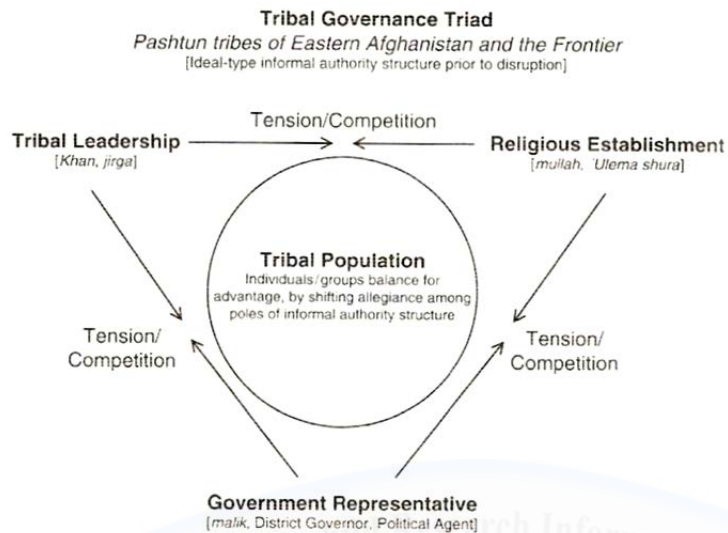 Tribal Governance Triad
Pashtun tribes of Eastern Afghanistan and the Frontier
[Ideal-type informal authority structure prior to disruption]
Tension/Competition
Tribal Leadership
[Khan, jirga]
Religious Establishment
[mullah, 'Ulema shura]
Tribal Population
Individuals/groups balance for
advantage, by shifting allegiance among
poles of informal authority structure
Tension/
Competition
Tension/
Competition
Government Representative
[malik, District Governor, Political Agent]